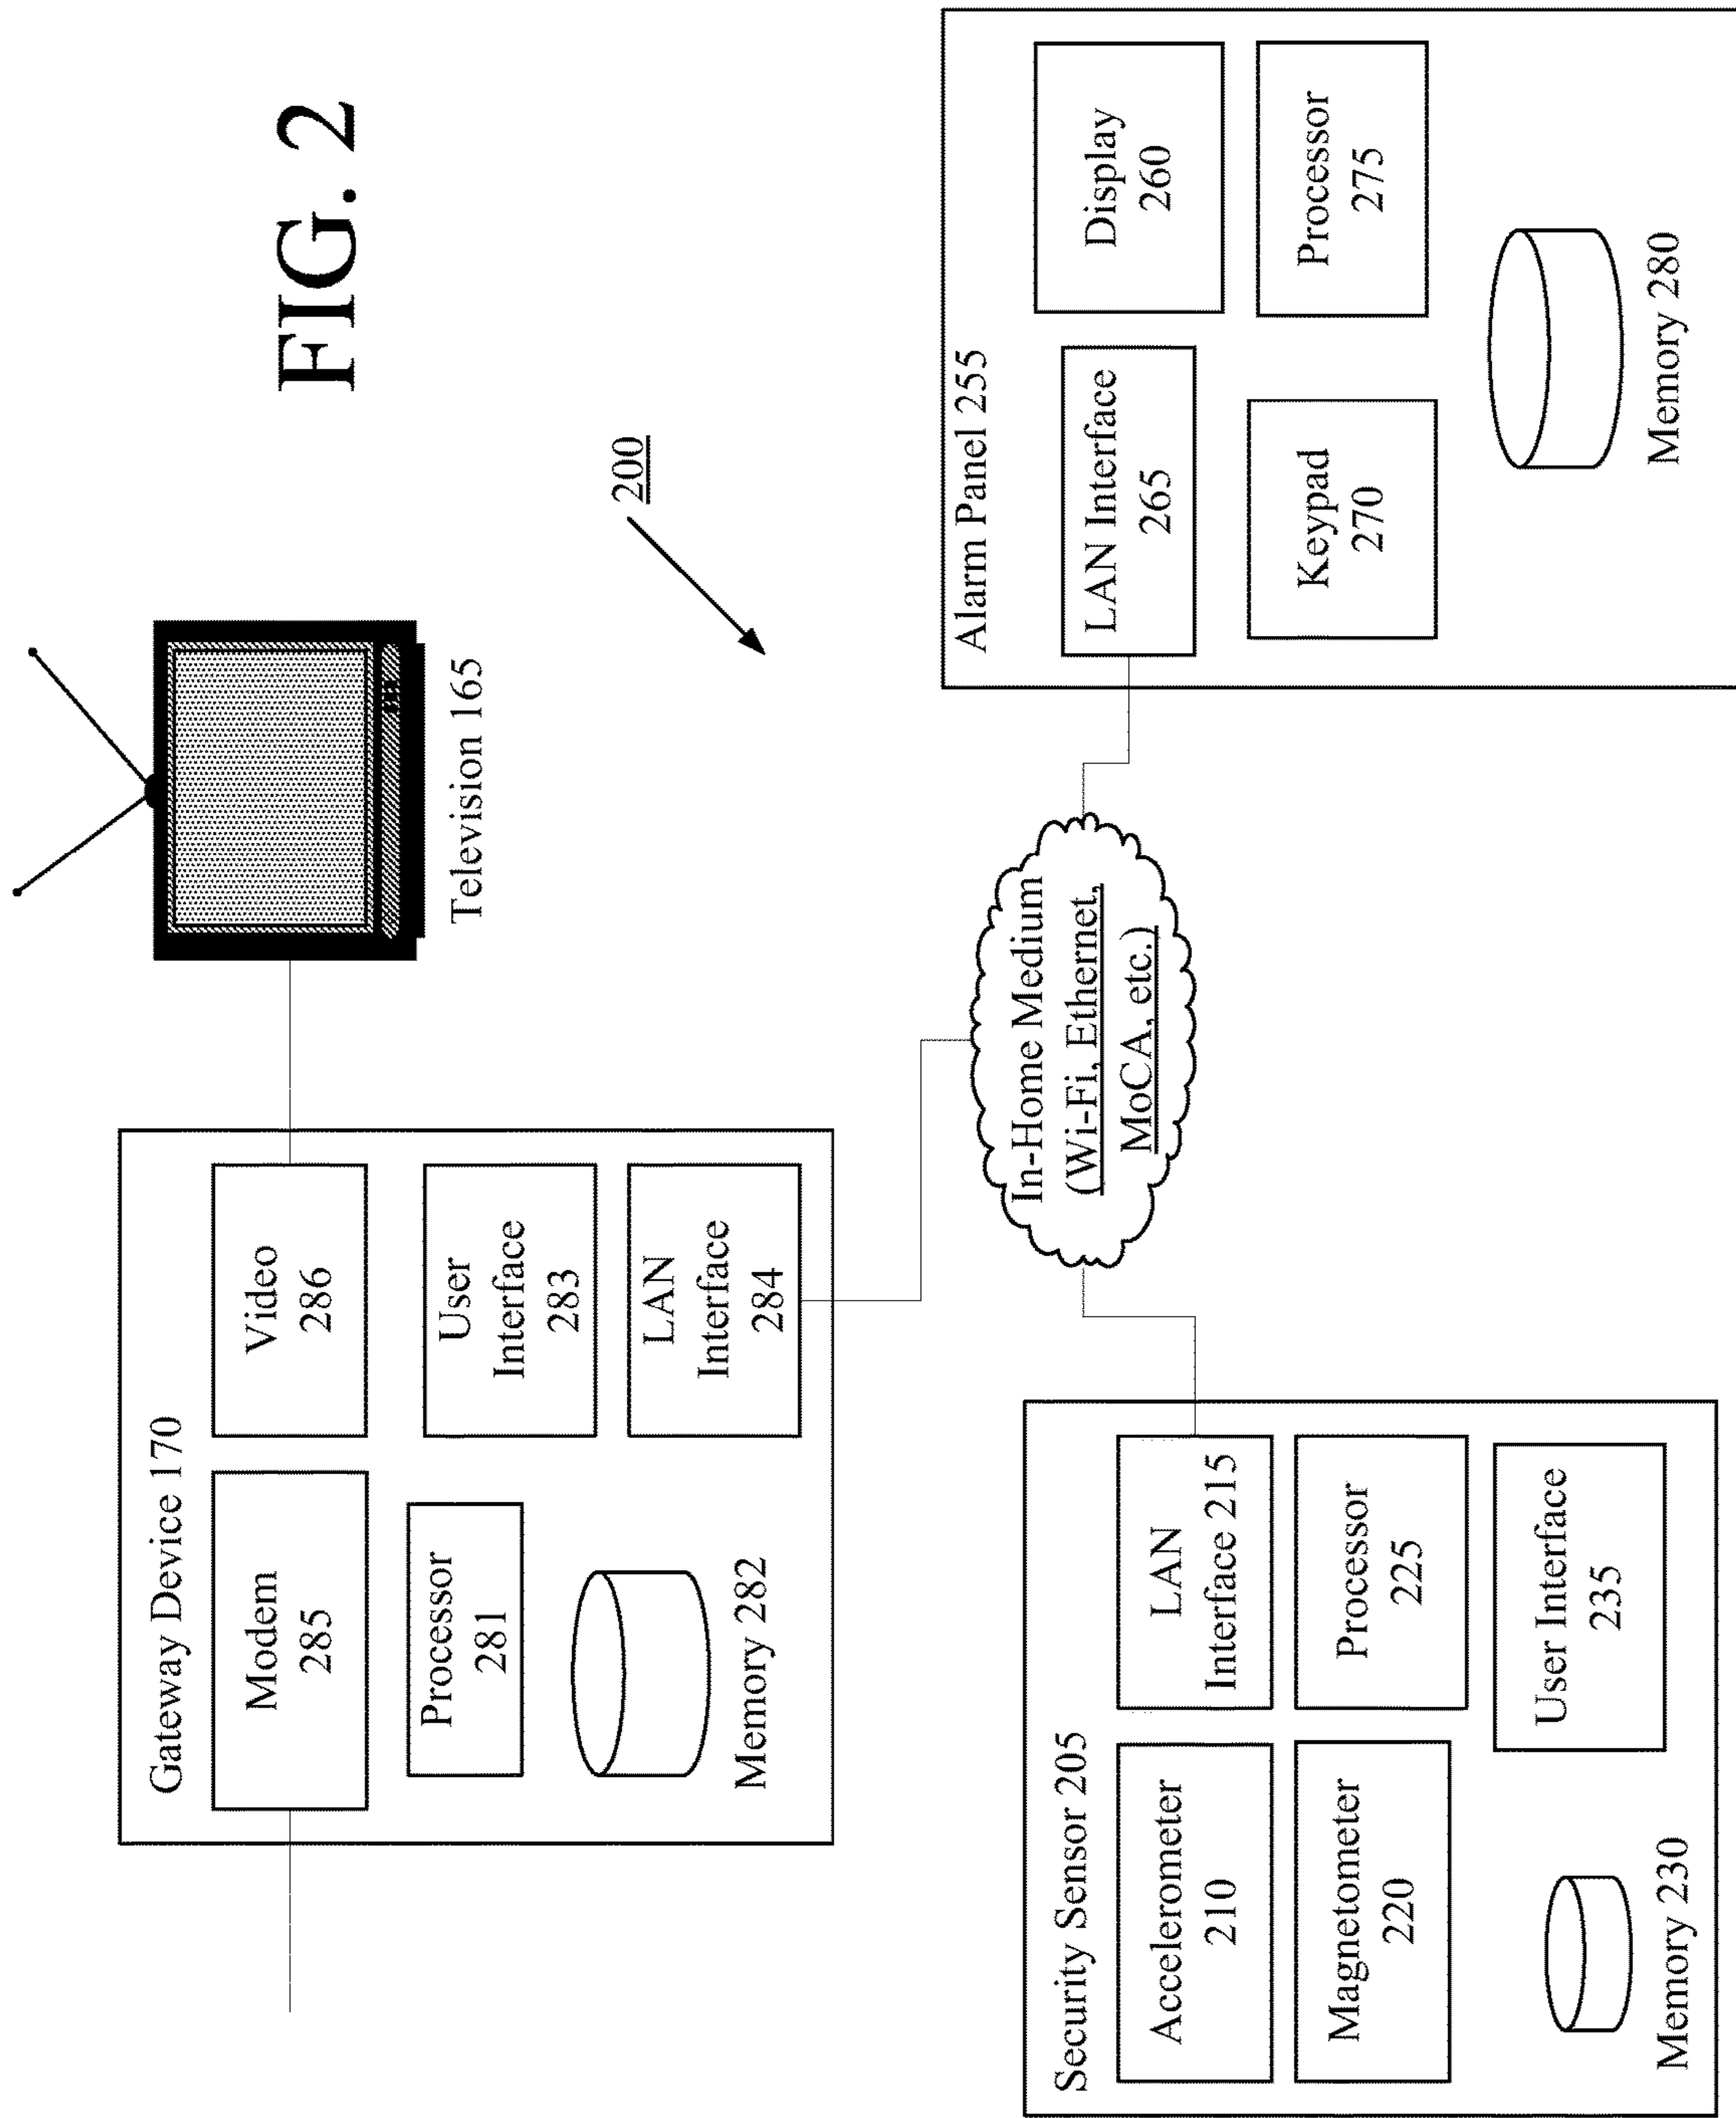 FIG. 2
200
Television 165
Gateway Device 170
Modem
285
Video
286
Processor
281
User
Interface
283
Memory 282
LAN
Interface
284
In-Home Medium
(Wi-Fi, Ethernet,
MoCA, etc.)
Security Sensor 205
Accelerometer
210
LAN
Interface 215
Magnetometer
220
Processor
225
Memory 230
User Interface
235
Alarm Panel 255
LAN Interface
265
Display
260
Keypad
270
Processor
275
Memory 280